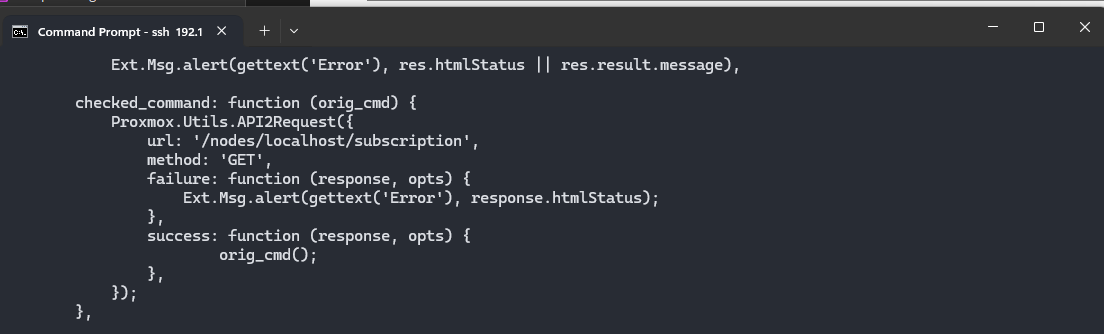 Command Prompt - ssh 192.1
Ext.Msg.alert(gettext('Error'), res.htmlStatus || res.result.message),
checked_command: function (orig_cmd) {
Proxmox.Utils.API2Request({
url: '/nodes/localhost/subscription',
method: 'GET',
failure: function (response, opts) {
Ext.Msg.alert(gettext('Error'), response.htmlStatus);
},
success: function (response, opts) {
orig_cmd();
},
});
},